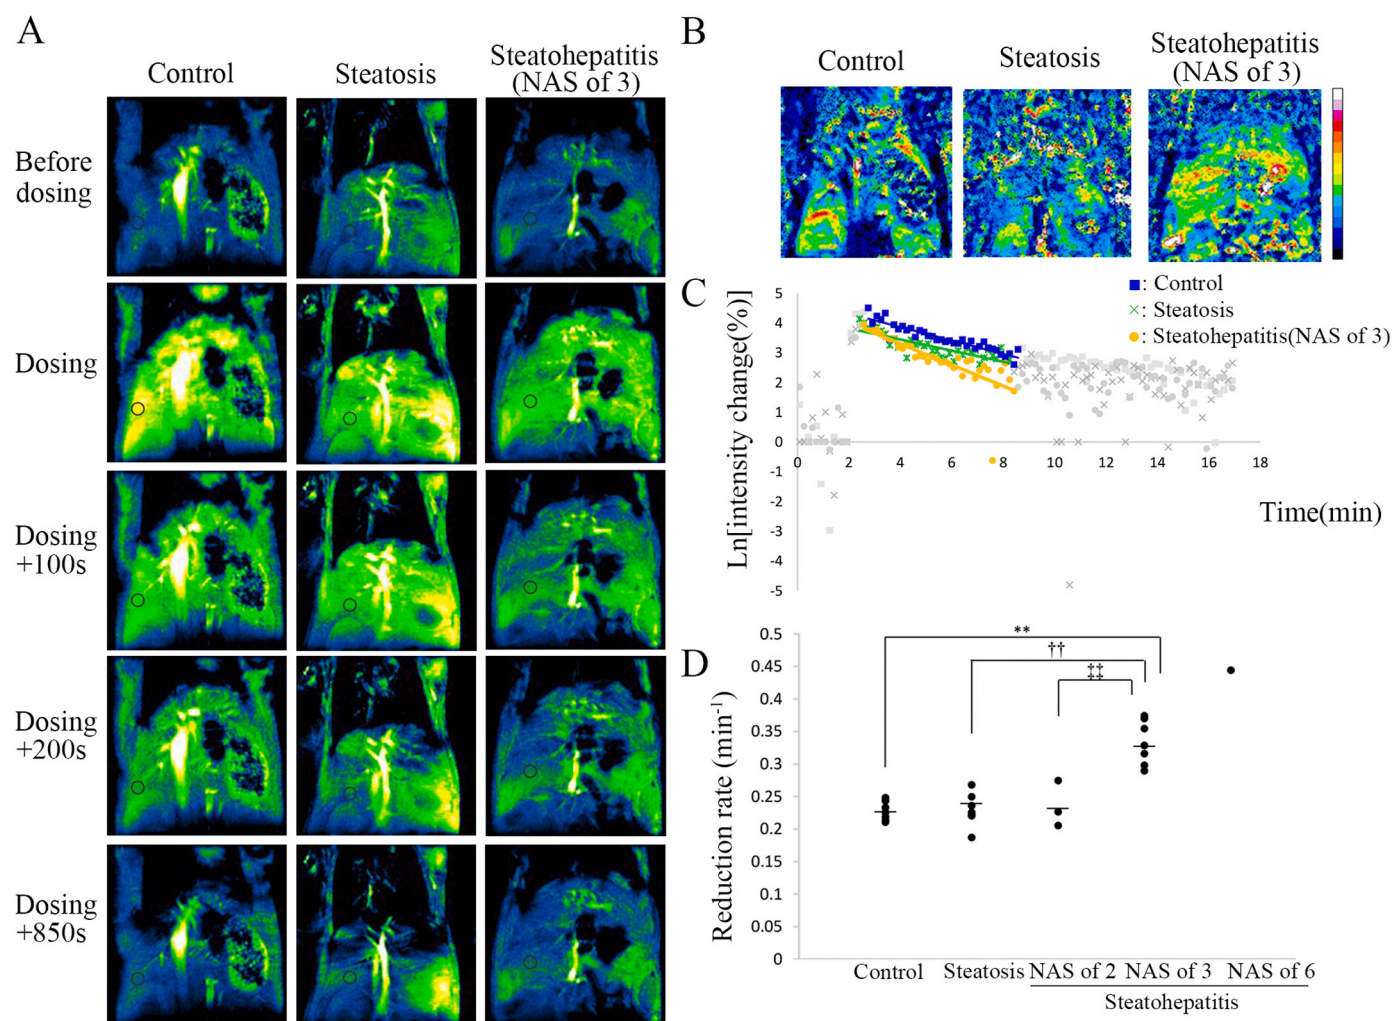 A
Control
Steatosis
Steatohepatitis
(NAS of 3)
Before
dosing
Dosing
Dosing
+100s
Dosing
+200s
Dosing
+850s
B
Control
Steatosis
Steatohepatitis
(NAS of 3)
C
: Control
: Steatosis
: Steatohepatitis(NAS of 3)
Ln[intensity change(%)]
5
4
3
2
1
0
-1
-2
-3
-4
-5
0 2 4 6 8 10 12 14 16 18
Time(min)
D
**
††
‡‡
Reduction rate (min-1)
0.5
0.45
0.4
0.35
0.3
0.25
0.2
0.15
0.1
0.05
0
Control Steatosis NAS of 2 NAS of 3 NAS of 6
Steatohepatitis